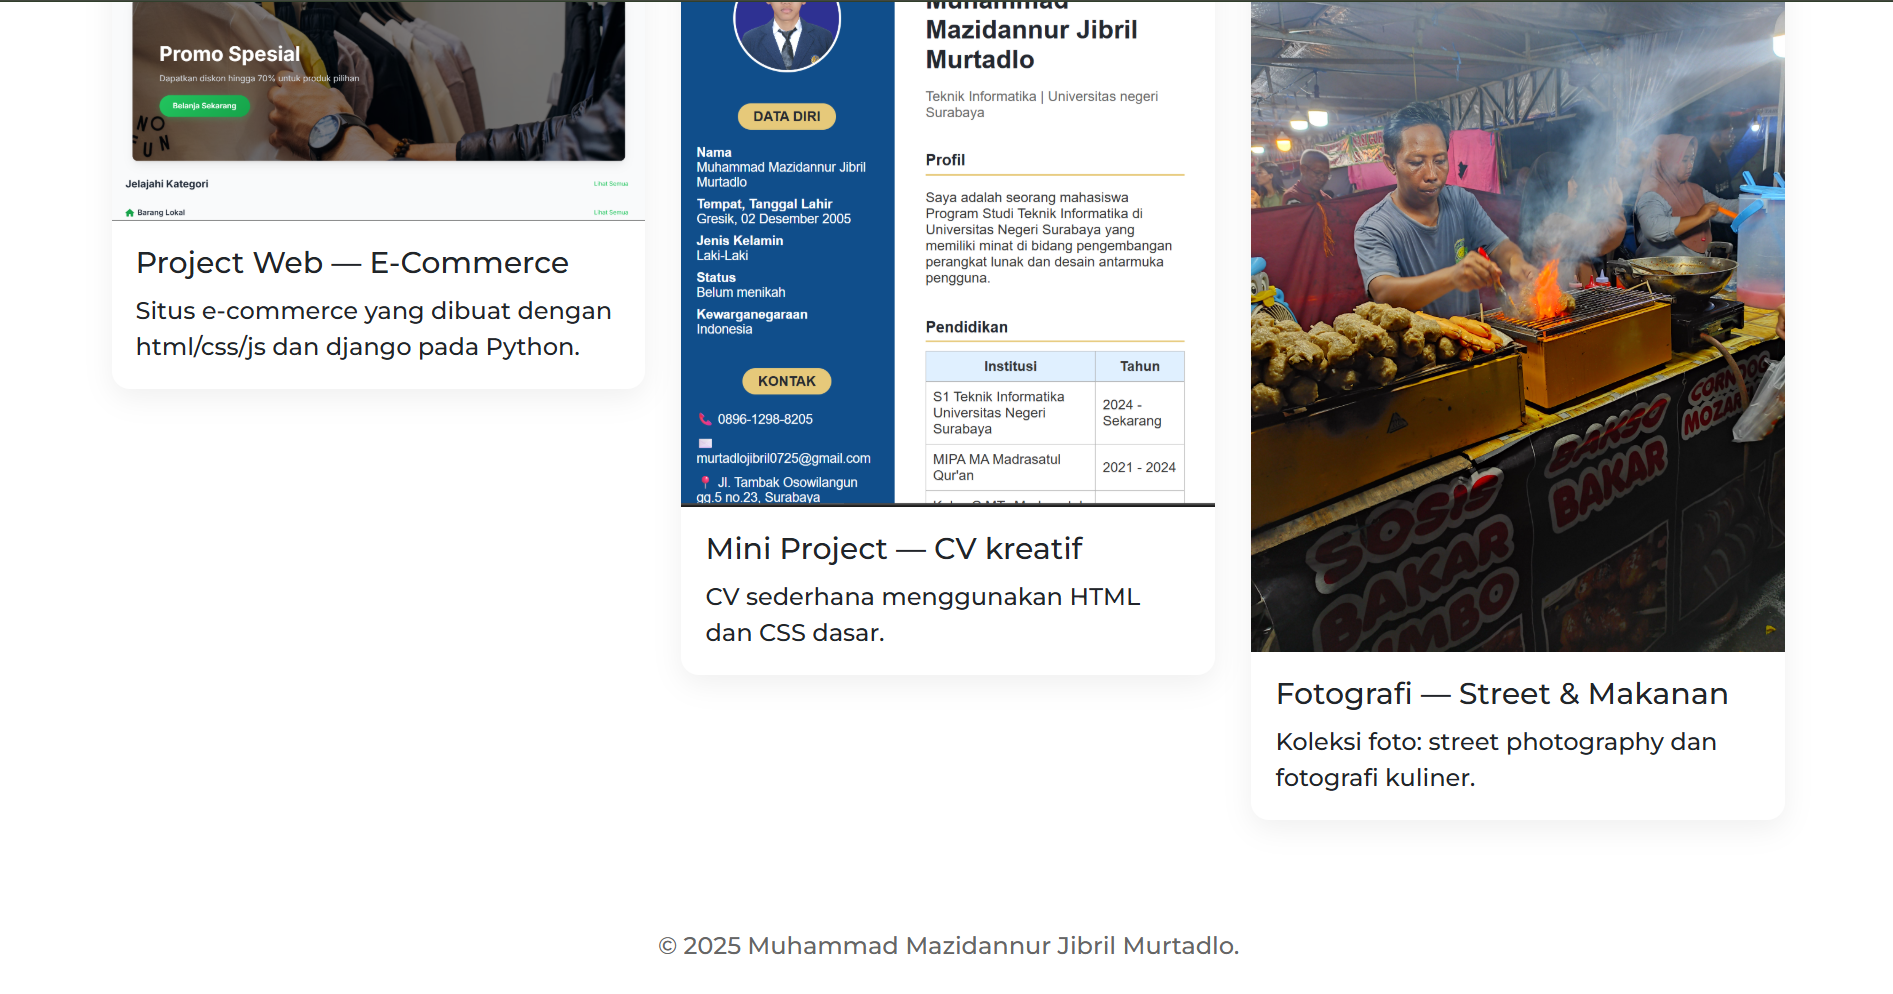 Promo Spesial
Dapatkan diskon hingga 70% untuk produk pilihan
Belanja Sekarang
NO
FUN
Jelajahi Kategori
Lihat Semua
Barang Lokal
Lihat Semua
Project Web — E-Commerce
Situs e-commerce yang dibuat dengan
html/css/js dan django pada Python.
DATA DIRI
Nama
Muhammad Mazidannur Jibril
Murtadlo
Tempat, Tanggal Lahir
Gresik, 02 Desember 2005
Jenis Kelamin
Laki-Laki
Status
Belum menikah
Kewarganegaraan
Indonesia
KONTAK
0896-1298-8205
murtadlojibril0725@gmail.com
Jl. Tambak Osowilangun
gg.5 no.23, Surabaya
Muhammad
Mazidannur Jibril
Murtadlo
Teknik Informatika | Universitas negeri
Surabaya
Profil
Saya adalah seorang mahasiswa
Program Studi Teknik Informatika di
Universitas Negeri Surabaya yang
memiliki minat di bidang pengembangan
perangkat lunak dan desain antarmuka
pengguna.
Pendidikan
Institusi Tahun
S1 Teknik Informatika
Universitas Negeri
Surabaya
2024 -
Sekarang
MIPA MA Madrasatul
Qur'an
2021 - 2024
Mini Project — CV kreatif
CV sederhana menggunakan HTML
dan CSS dasar.
SOSIS
BAKAR
BAKSO
BAKAR
CORNDOG
MOZAR
Fotografi — Street & Makanan
Koleksi foto: street photography dan
fotografi kuliner.
© 2025 Muhammad Mazidannur Jibril Murtadlo.